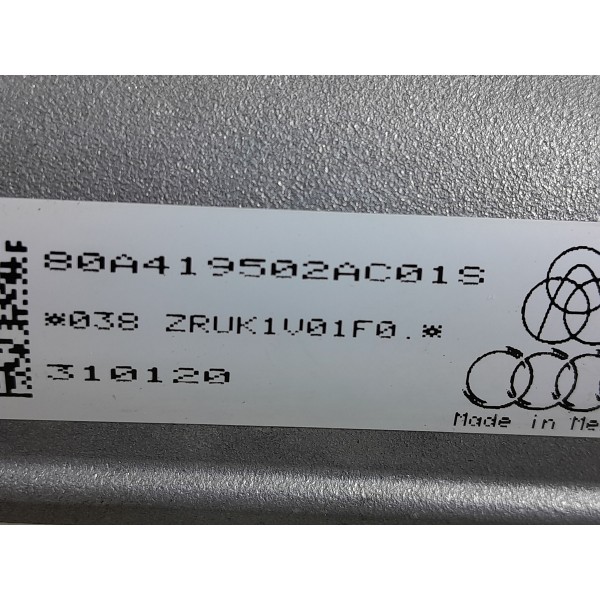 80A419502AC01S
*038 ZRUK1V01F0.*
310120
Made in Me